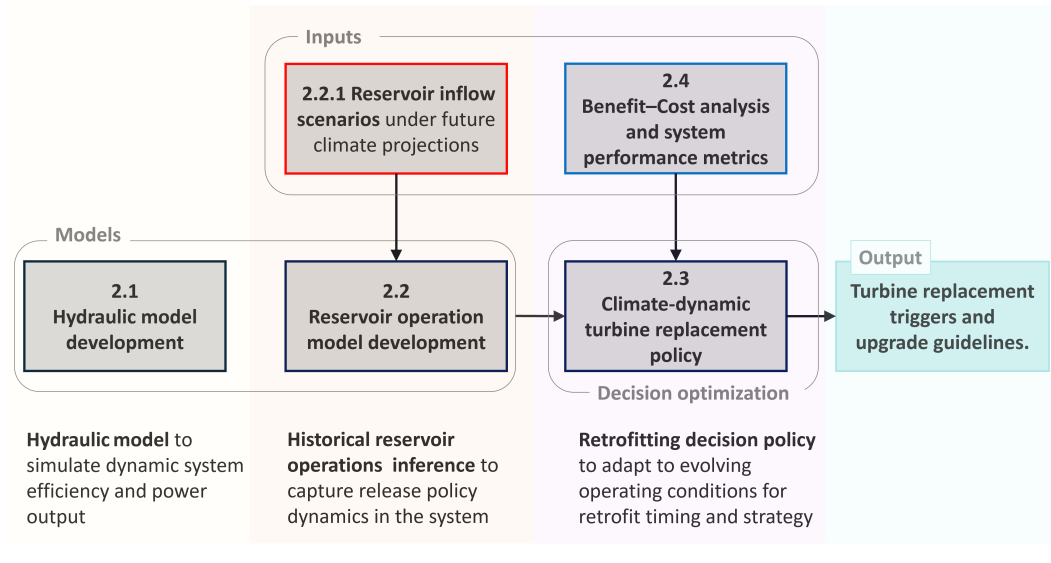 Inputs
2.2.1 Reservoir inflow
scenarios under future
climate projections
2.4
Benefit–Cost analysis
and system
performance metrics
Models
2.1
Hydraulic model
development
2.2
Reservoir operation
model development
2.3
Climate-dynamic
turbine replacement
policy
Decision optimization
Output
Turbine replacement
triggers and
upgrade guidelines.
Hydraulic model to
simulate dynamic system
efficiency and power
output
Historical reservoir
operations inference to
capture release policy
dynamics in the system
Retrofitting decision policy
to adapt to evolving
operating conditions for
retrofit timing and strategy